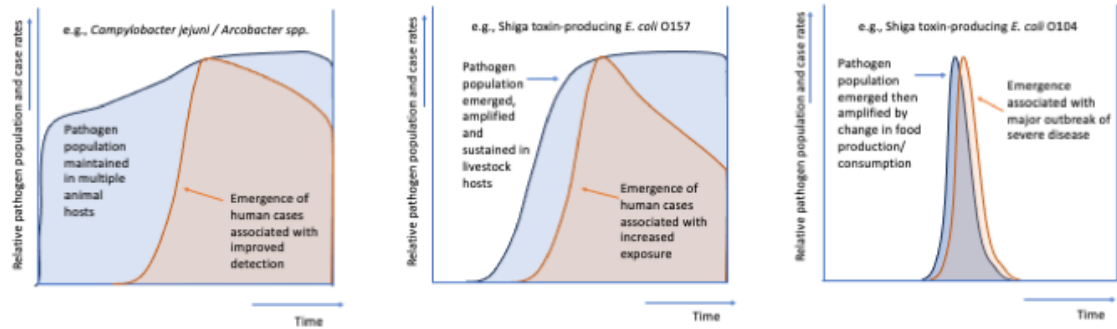 Relative pathogen population and case rates
e.g., Campylobacter jejuni / Arcobacter spp.
Pathogen
population
maintained
in multiple
animal
hosts
Emergence of
human cases
associated with
improved
detection
Time
Relative pathogen population and case rates
e.g., Shiga toxin-producing E. coli O157
Pathogen
population
emerged,
amplified
and
sustained in
livestock
hosts
Emergence of
human cases
associated with
increased
exposure
Time
Relative pathogen population and case rates
e.g., Shiga toxin-producing E. coli O104
Pathogen
population
emerged then
amplified by
change in food
production/
consumption
Emergence
associated with
major outbreak of
severe disease
Time